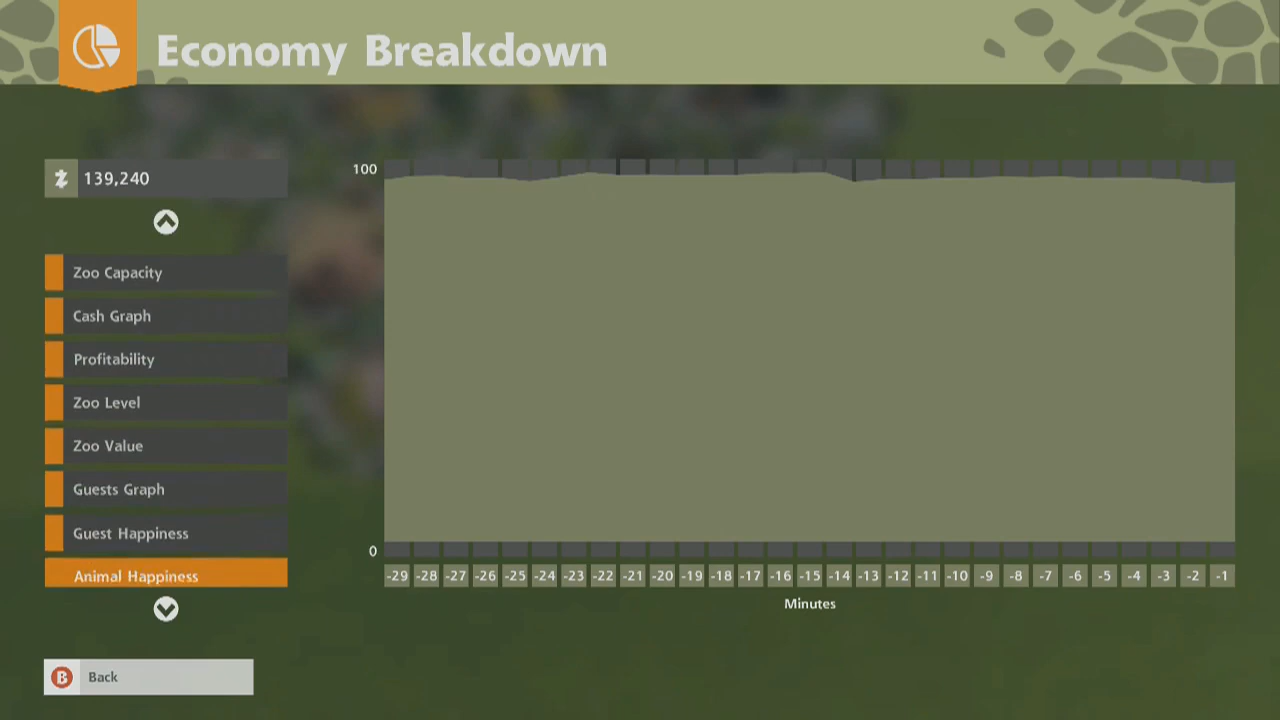 Economy Breakdown
139,240
Zoo Capacity
Cash Graph
Profitability
Zoo Level
Zoo Value
Guests Graph
Guest Happiness
Animal Happiness
B Back
100
0
-29 -28 -27 -26 -25 -24 -23 -22 -21 -20 -19 -18 -17 -16 -15 -14 -13 -12 -11 -10 -9 -8 -7 -6 -5 -4 -3 -2 -1
Minutes